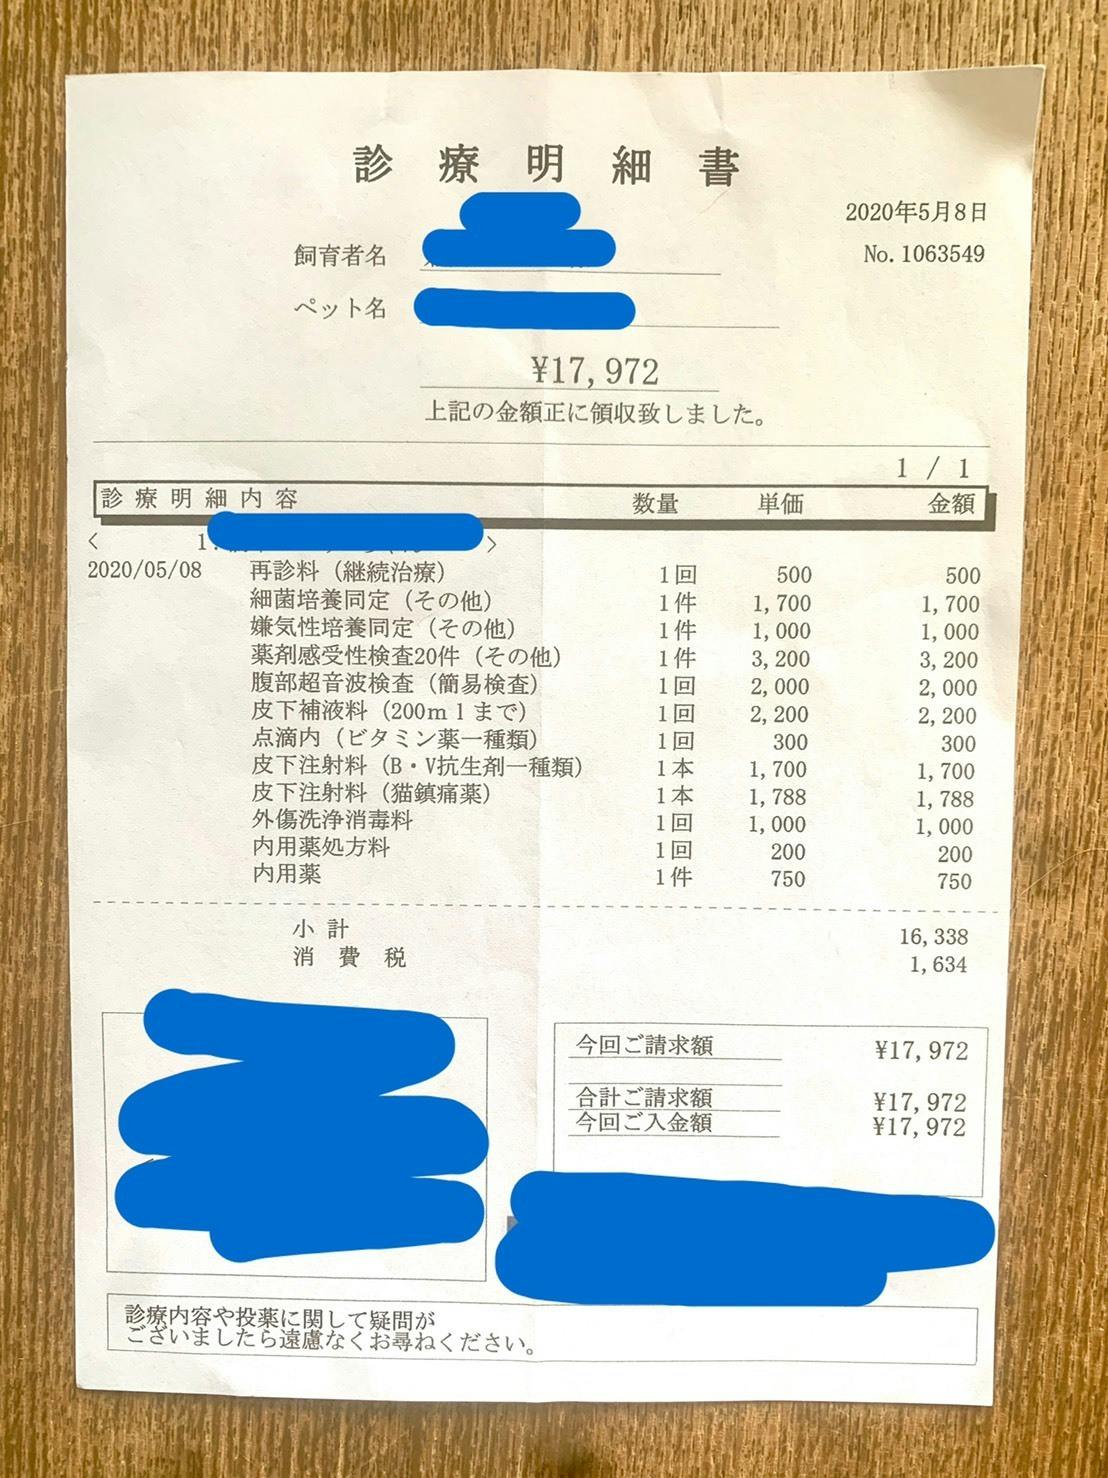 診療明細書
2020年5月8日
飼育者名
No.1063549
ペット名
¥17,972
上記の金額正に領収致しました。
1 / 1
診療明細内容 数量 単価 金額
< 1. >
2020/05/08 再診料（継続治療） 1回 500 500
細菌培養同定（その他） 1件 1,700 1,700
嫌気性培養同定（その他） 1件 1,000 1,000
薬剤感受性検査20件（その他） 1件 3,200 3,200
腹部超音波検査（簡易検査） 1回 2,000 2,000
皮下補液料（200ｍｌまで） 1回 2,200 2,200
点滴内（ビタミン薬一種類） 1回 300 300
皮下注射料（B・V抗生剤一種類） 1本 1,700 1,700
皮下注射料（猫鎮痛薬） 1本 1,788 1,788
外傷洗浄消毒料 1回 1,000 1,000
内用薬処方料 1回 200 200
内用薬 1件 750 750
小計 16,338
消費税 1,634
今回ご請求額 ¥17,972
合計ご請求額 ¥17,972
今回ご入金額 ¥17,972
診療内容や投薬に関して疑問が
ございましたら遠慮なくお尋ねください。